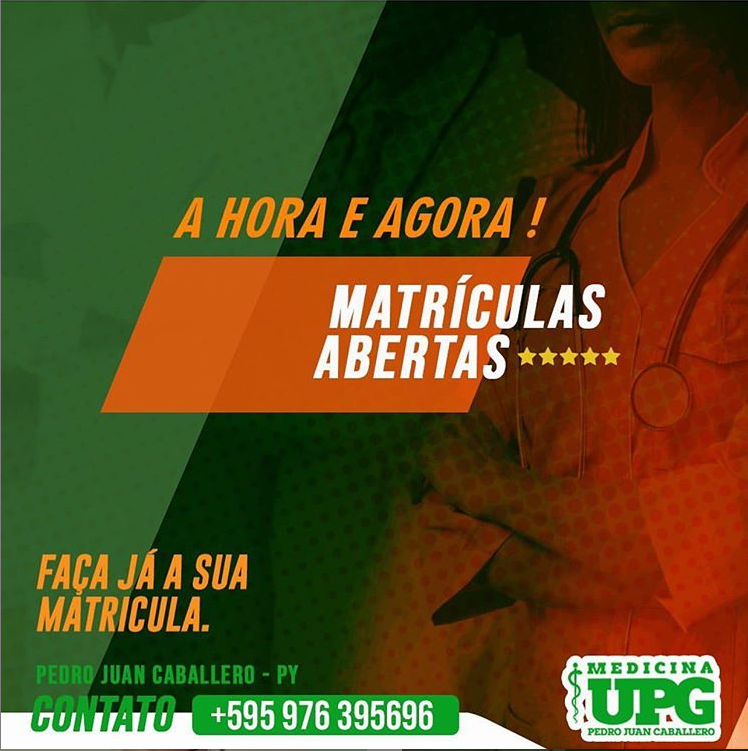 A HORA E AGORA !
MATRÍCULAS
ABERTAS
FAÇA JÁ A SUA
MATRICULA.
PEDRO JUAN CABALLERO - PY
CONTATO +595 976 395696
MEDICINA
UPG
PEDRO JUAN CABALLERO